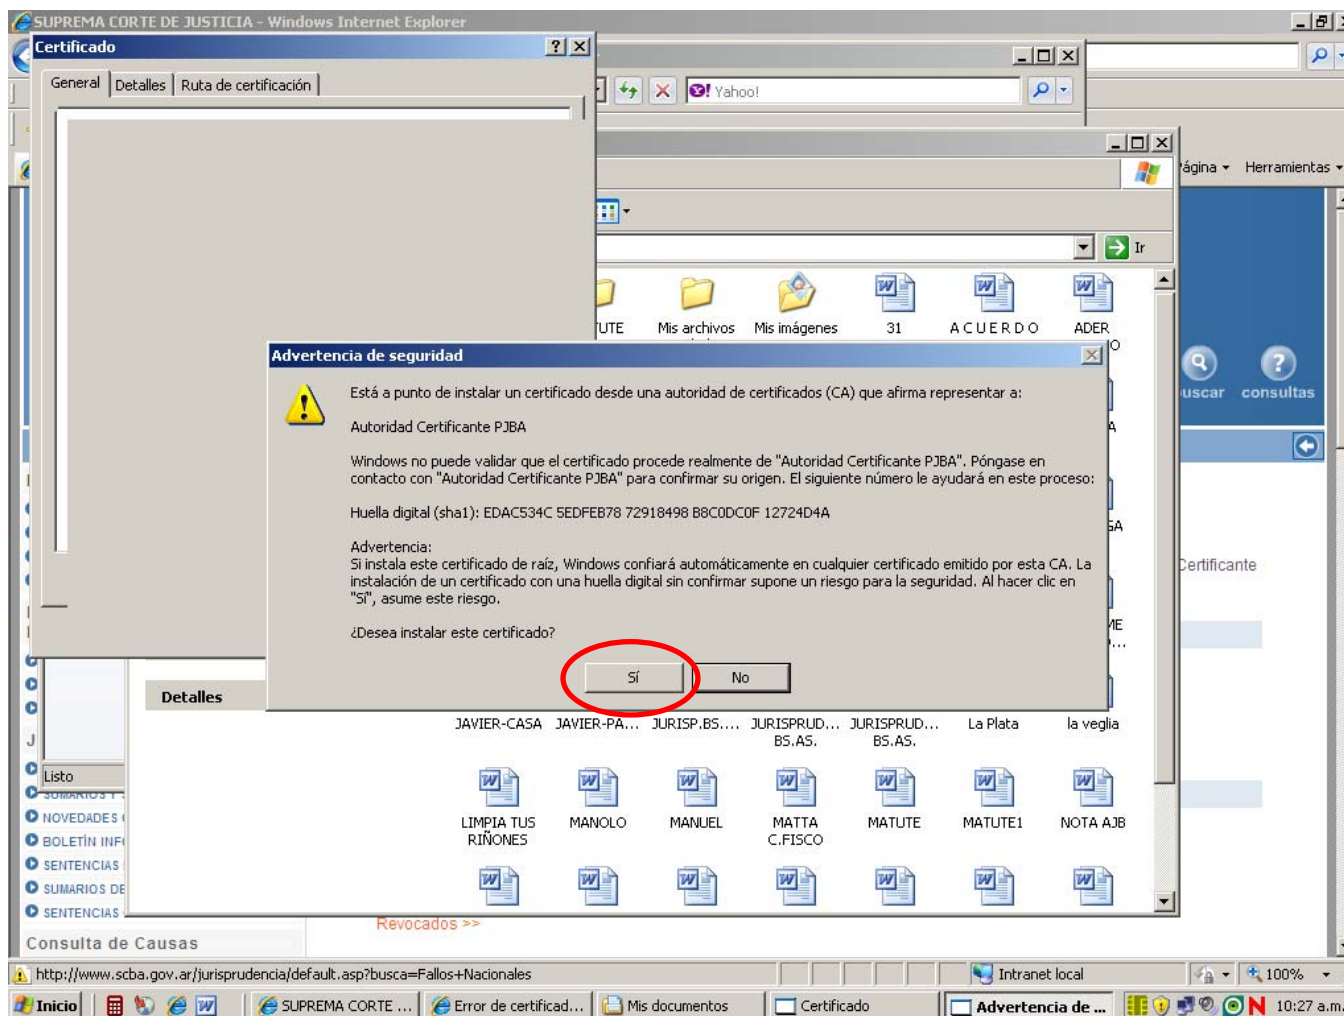 SUPREMA CORTE DE JUSTICIA - Windows Internet Explorer
Certificado
General Detalles Ruta de certificación
Yahoo!
Página Herramientas
Ir
UTE
Mis archivos
Mis imágenes
31
A C U E R D O
ADER
O
uscar consultas
Advertencia de seguridad
Está a punto de instalar un certificado desde una autoridad de certificados (CA) que afirma representar a:
Autoridad Certificante PJBA
Windows no puede validar que el certificado procede realmente de "Autoridad Certificante PJBA". Póngase en
contacto con "Autoridad Certificante PJBA" para confirmar su origen. El siguiente número le ayudará en este proceso:
Huella digital (sha1): EDAC534C 5EDFEB78 72918498 B8C0DC0F 12724D4A
Advertencia:
Si instala este certificado de raíz, Windows confiará automáticamente en cualquier certificado emitido por esta CA. La
instalación de un certificado con una huella digital sin confirmar supone un riesgo para la seguridad. Al hacer clic en
"Sí", asume este riesgo.
¿Desea instalar este certificado?
Sí No
A
SA
Certificante
ME
Detalles
JAVIER-CASA JAVIER-PA... JURISP.BS.... JURISPRUD... JURISPRUD... La Plata la veglia
BS.AS. BS.AS.
J
Listo
SUMARIOS Y
NOVEDADES
BOLETÍN INF
SENTENCIAS
SUMARIOS DE
SENTENCIAS
LIMPIA TUS MANOLO MANUEL MATTA MATUTE MATUTE1 NOTA AJB
RIÑONES C.FISCO
Revocados >>
Consulta de Causas
http://www.scba.gov.ar/jurisprudencia/default.asp?busca=Fallos+Nacionales
Intranet local
100%
Inicio
SUPREMA CORTE ...
Error de certificad...
Mis documentos
Certificado
Advertencia de ...
10:27 a.m.